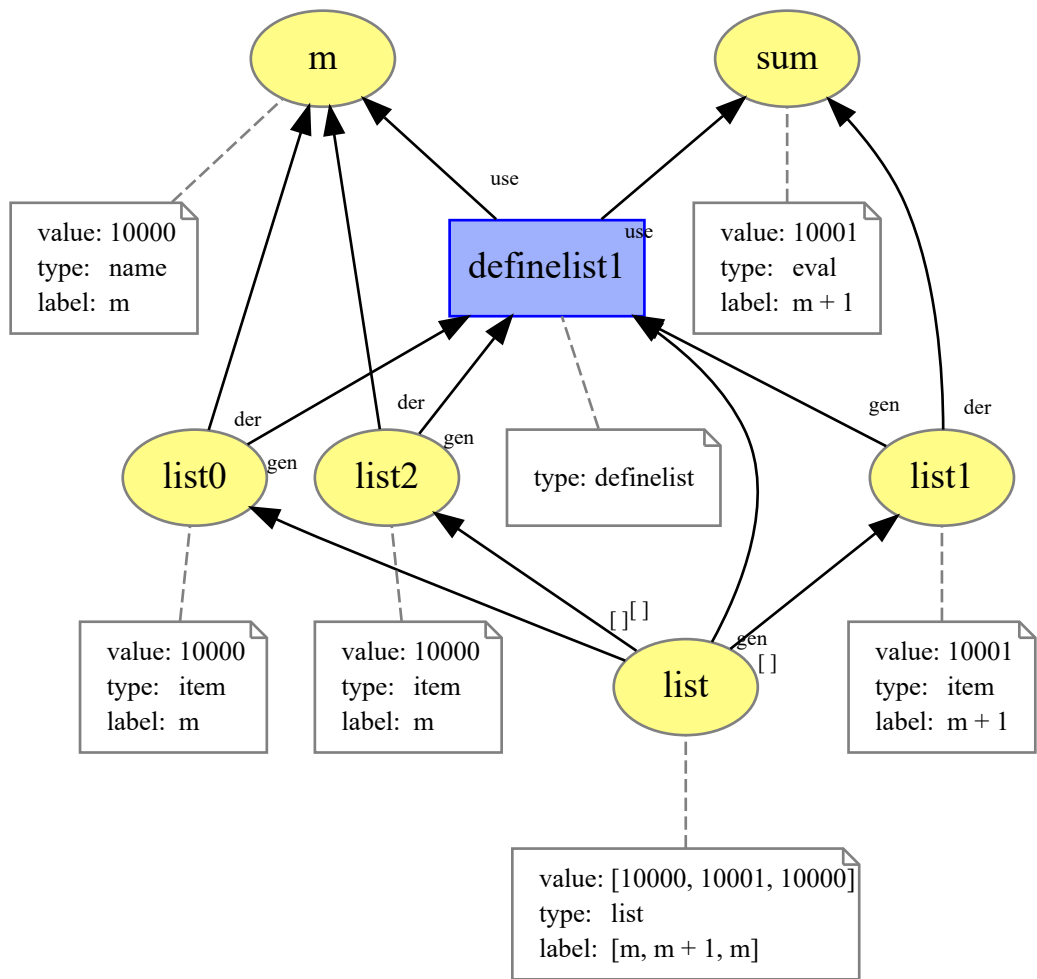 m
sum
use
use
value: 10000
type: name
label: m
definelist1
value: 10001
type: eval
label: m + 1
der
der
gen
der
gen
gen
list0
list2
type: definelist
list1
[ ]
[ ]
gen
[ ]
value: 10000
type: item
label: m
value: 10000
type: item
label: m
list
value: 10001
type: item
label: m + 1
value: [10000, 10001, 10000]
type: list
label: [m, m + 1, m]